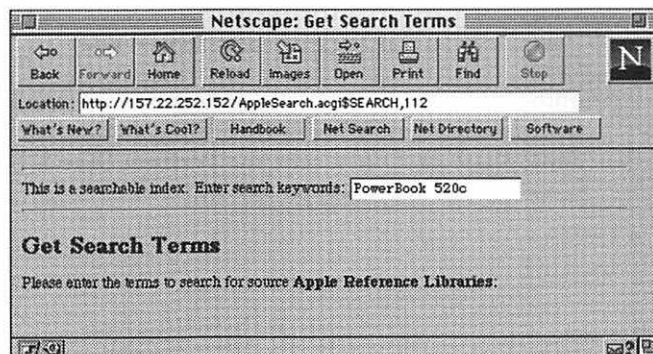 Netscape: Get Search Terms
Back Forward Home Reload Images Open Print Find Stop N
Location: http://157.22.252.152/AppleSearch.acgi$SEARCH,112
What's New? What's Cool? Handbook Net Search Net Directory Software
This is a searchable index. Enter search keywords: PowerBook 520c
Get Search Terms
Please enter the terms to search for source Apple Reference Libraries:
?